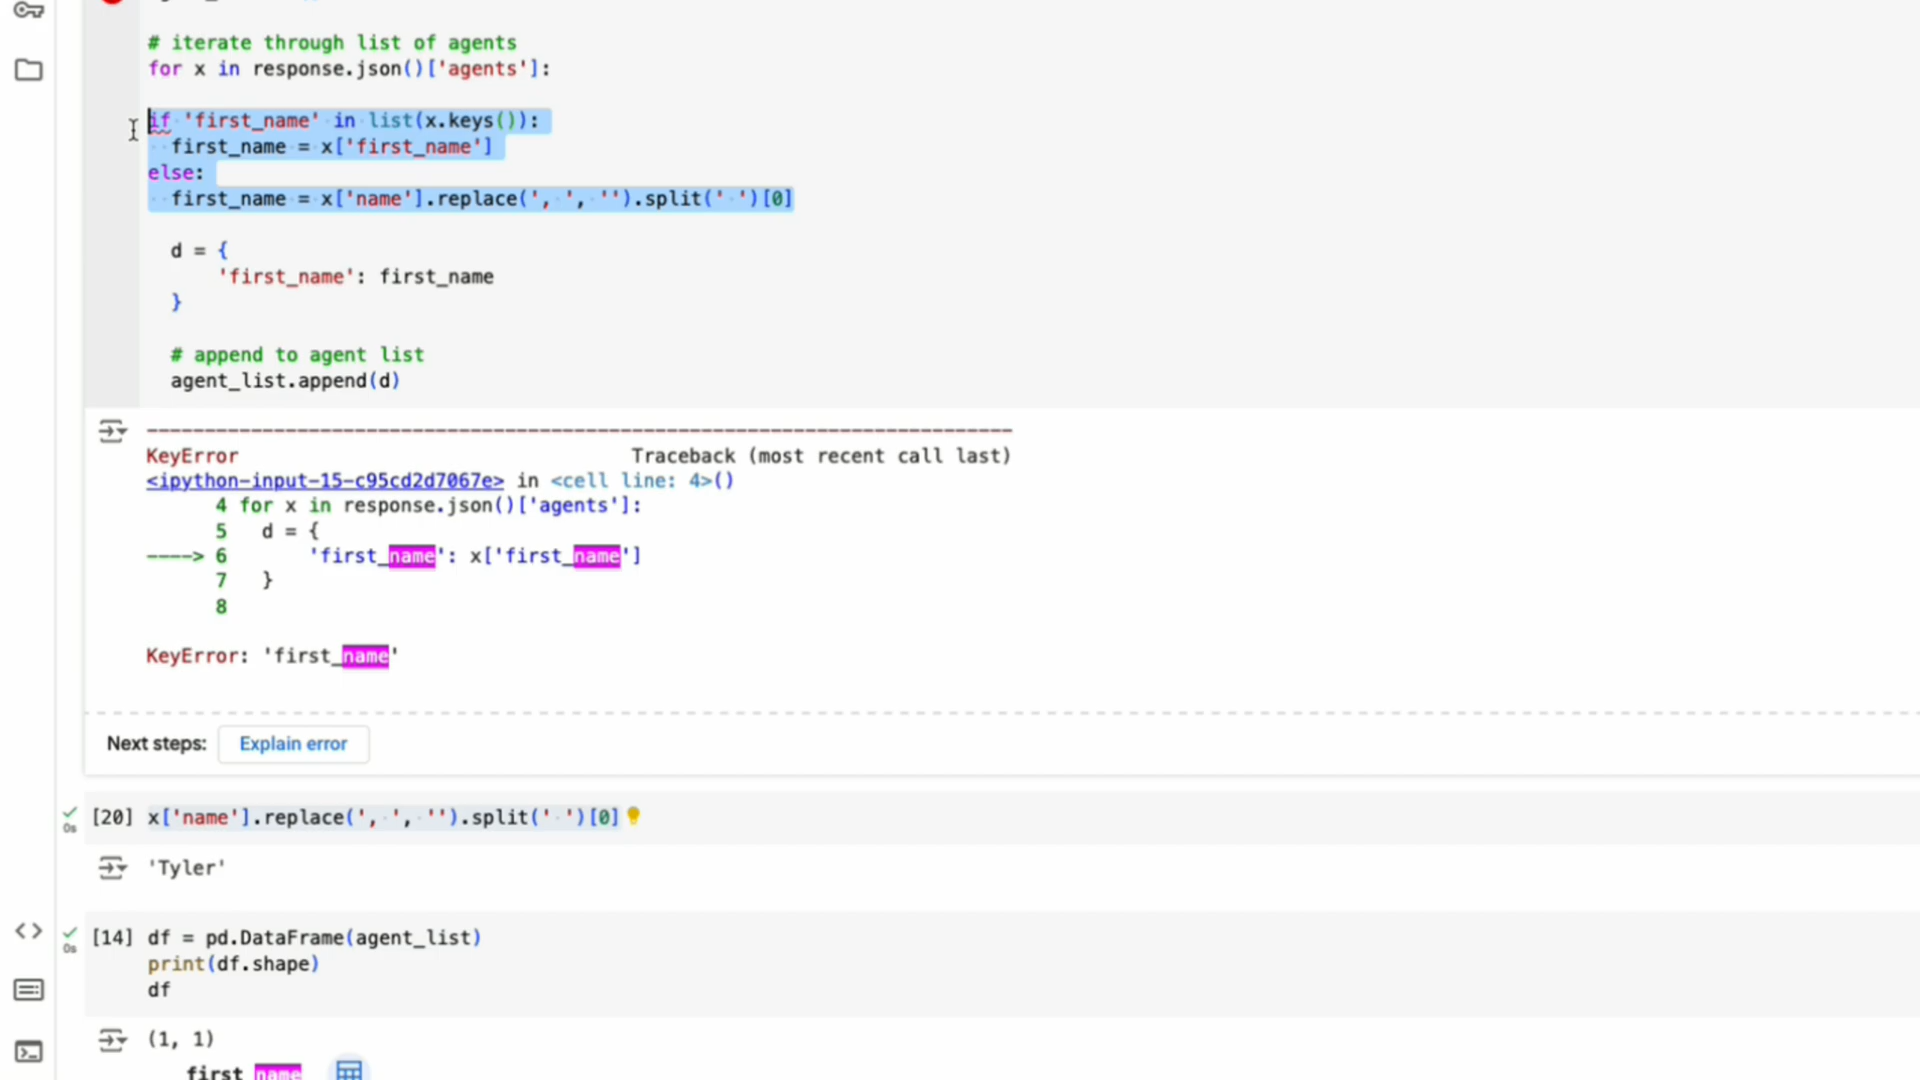 # iterate through list of agents
for x in response.json()['agents']:
if 'first_name' in list(x.keys()):
first_name = x['first_name']
else:
first_name = x['name'].replace(', ', '').split(' ')[0]
d = {
'first_name': first_name
}
# append to agent list
agent_list.append(d)
---------------------------------------------------------------------------
KeyError Traceback (most recent call last)
<ipython-input-15-c95cd2d7067e> in <cell line: 4>()
4 for x in response.json()['agents']:
5 d = {
----> 6 'first_name': x['first_name']
7 }
8
KeyError: 'first_name'
Next steps: Explain error
0s [20] x['name'].replace(', ', '').split(' ')[0]
'Tyler'
0s [14] df = pd.DataFrame(agent_list)
print(df.shape)
df
(1, 1)
first_name